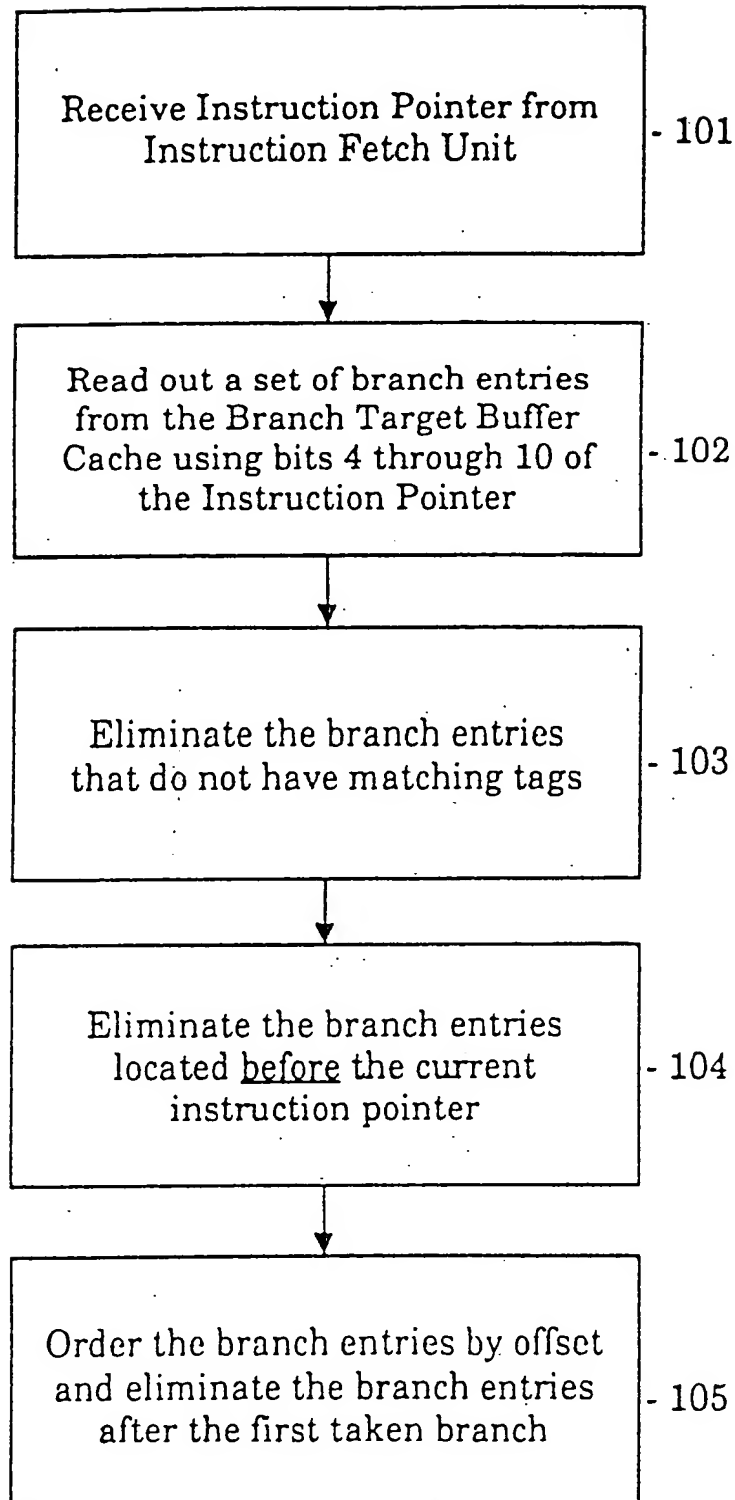 Receive Instruction Pointer from
Instruction Fetch Unit
- 101
Read out a set of branch entries
from the Branch Target Buffer
Cache using bits 4 through 10 of
the Instruction Pointer
- 102
Eliminate the branch entries
that do not have matching tags
- 103
Eliminate the branch entries
located before the current
instruction pointer
- 104
Order the branch entries by offset
and eliminate the branch entries
after the first taken branch
- 105